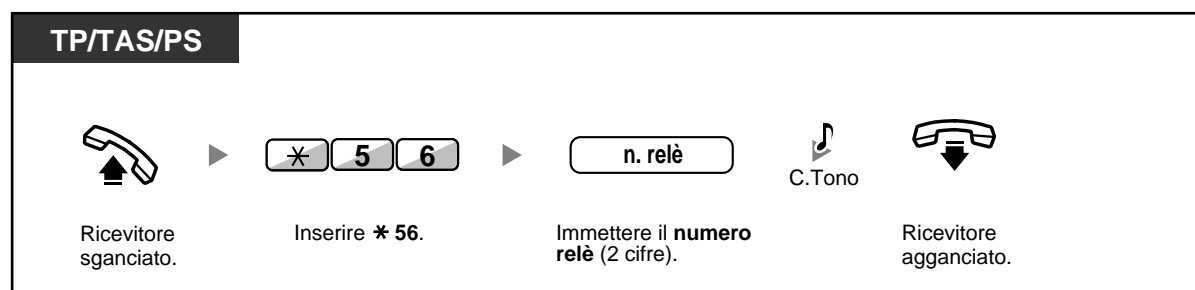 TP/TAS/PS
* 5 6
n. relè
C.Tono
Ricevitore
sganciato.
Inserire * 56.
Immettere il numero
relè (2 cifre).
Ricevitore
agganciato.